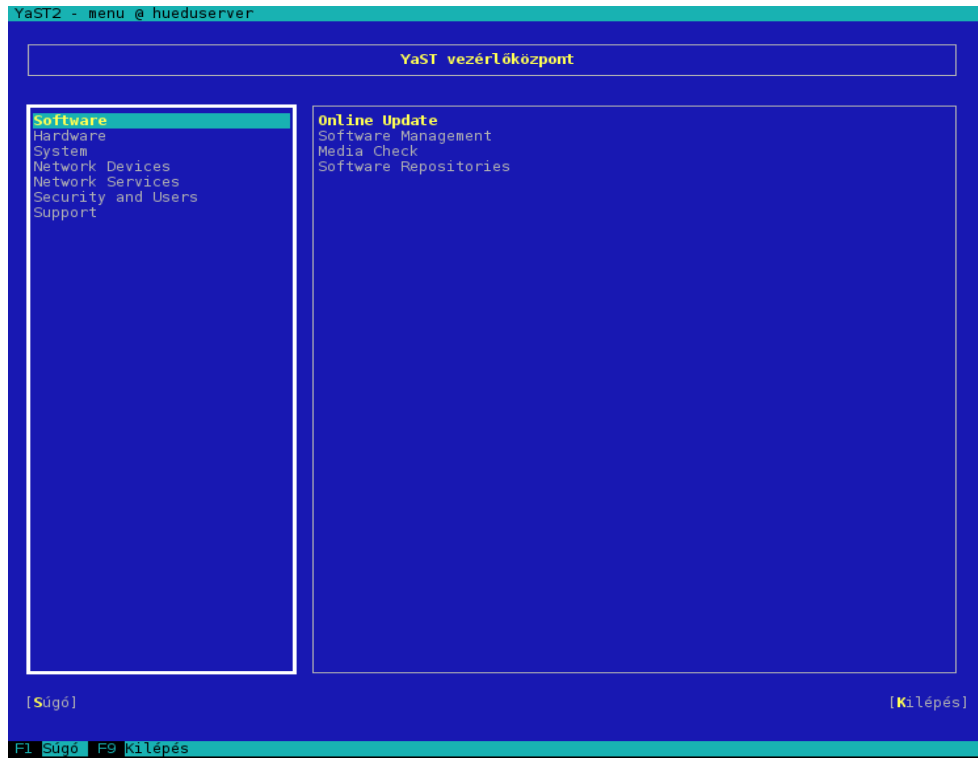 YaST2 - menu @ hueduserver
YaST vezérlőközpont
Software
Hardware
System
Network Devices
Network Services
Security and Users
Support
Online Update
Software Management
Media Check
Software Repositories
[Súgó]
[Kilépés]
F1 Súgó F9 Kilépés